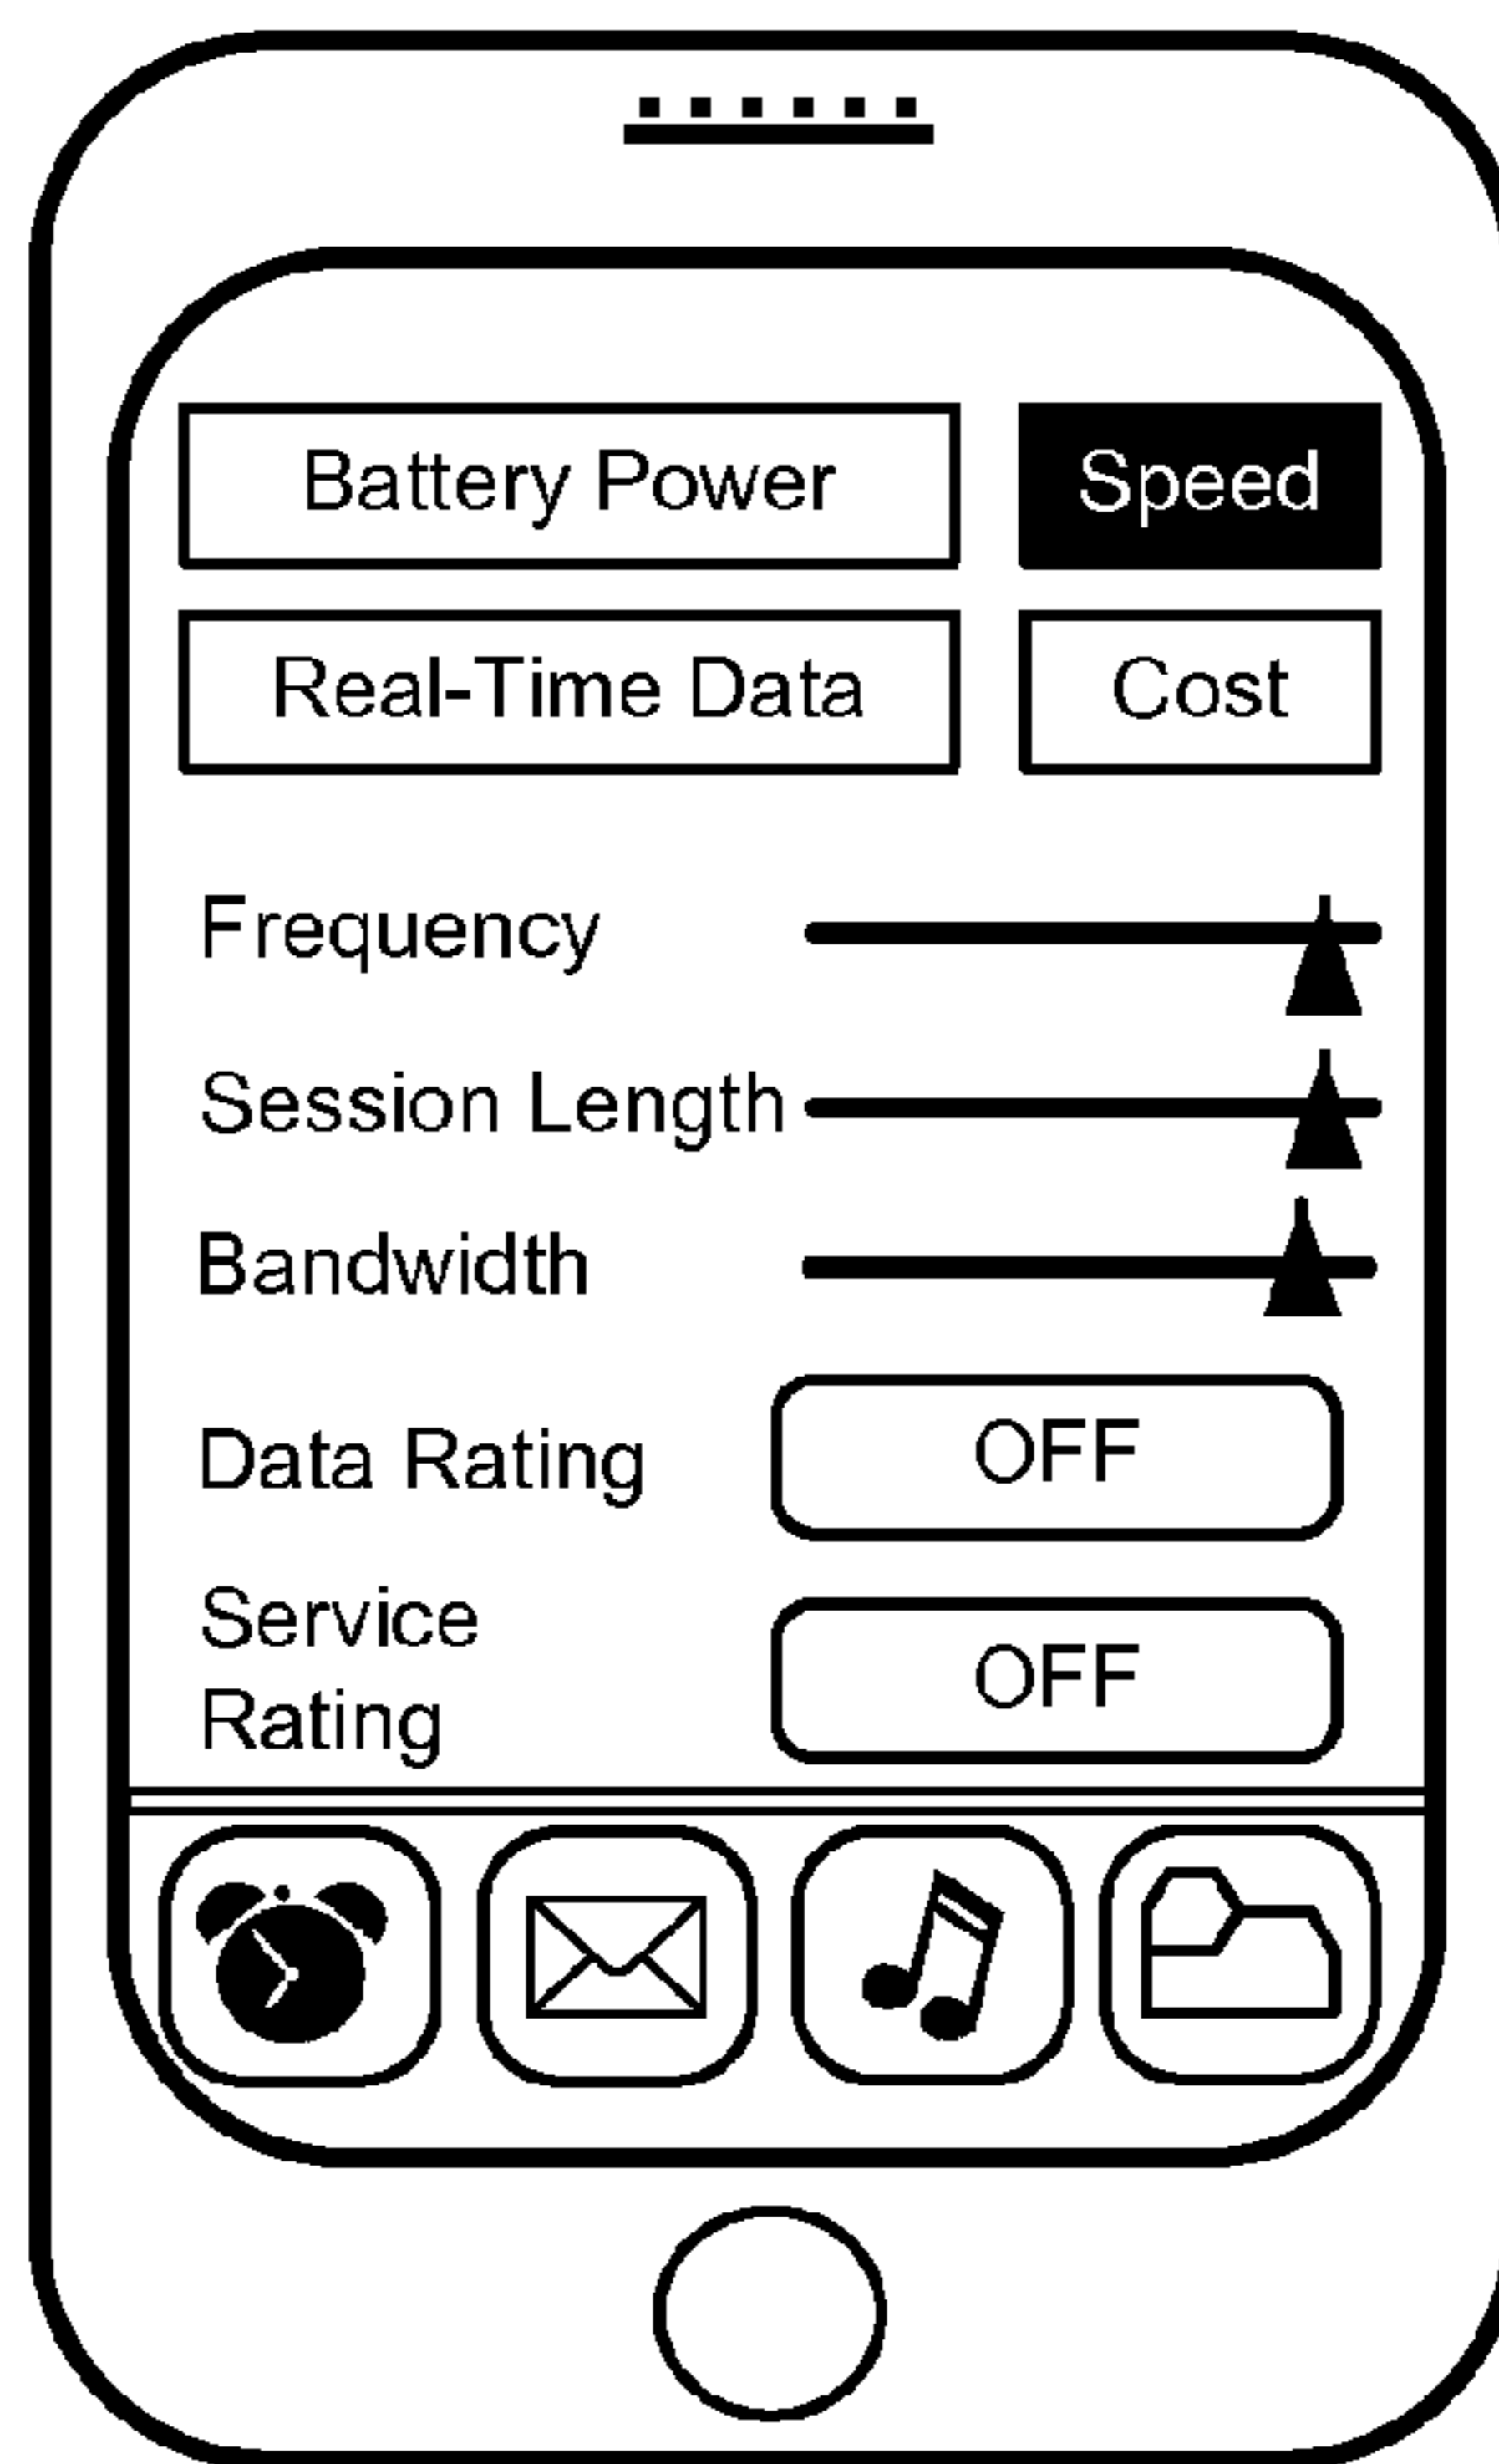 Battery Power
Speed
Real-Time Data
Cost
Frequency
Session Length
Bandwidth
Data Rating
OFF
Service
Rating
OFF